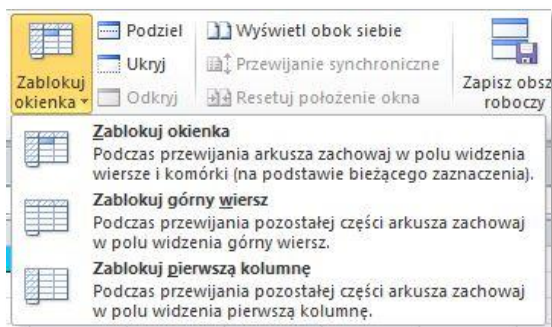 Podziel
Wyświetl obok siebie
Ukryj
Przewijanie synchroniczne
Zablokuj
okienka
Odkryj
Resetuj położenie okna
Zapisz obsz
roboczy
Zablokuj okienka
Podczas przewijania arkusza zachowaj w polu widzenia
wiersze i komórki (na podstawie bieżącego zaznaczenia).
Zablokuj górny wiersz
Podczas przewijania pozostałej części arkusza zachowaj
w polu widzenia górny wiersz.
Zablokuj pierwszą kolumnę
Podczas przewijania pozostałej części arkusza zachowaj
w polu widzenia pierwszą kolumnę.